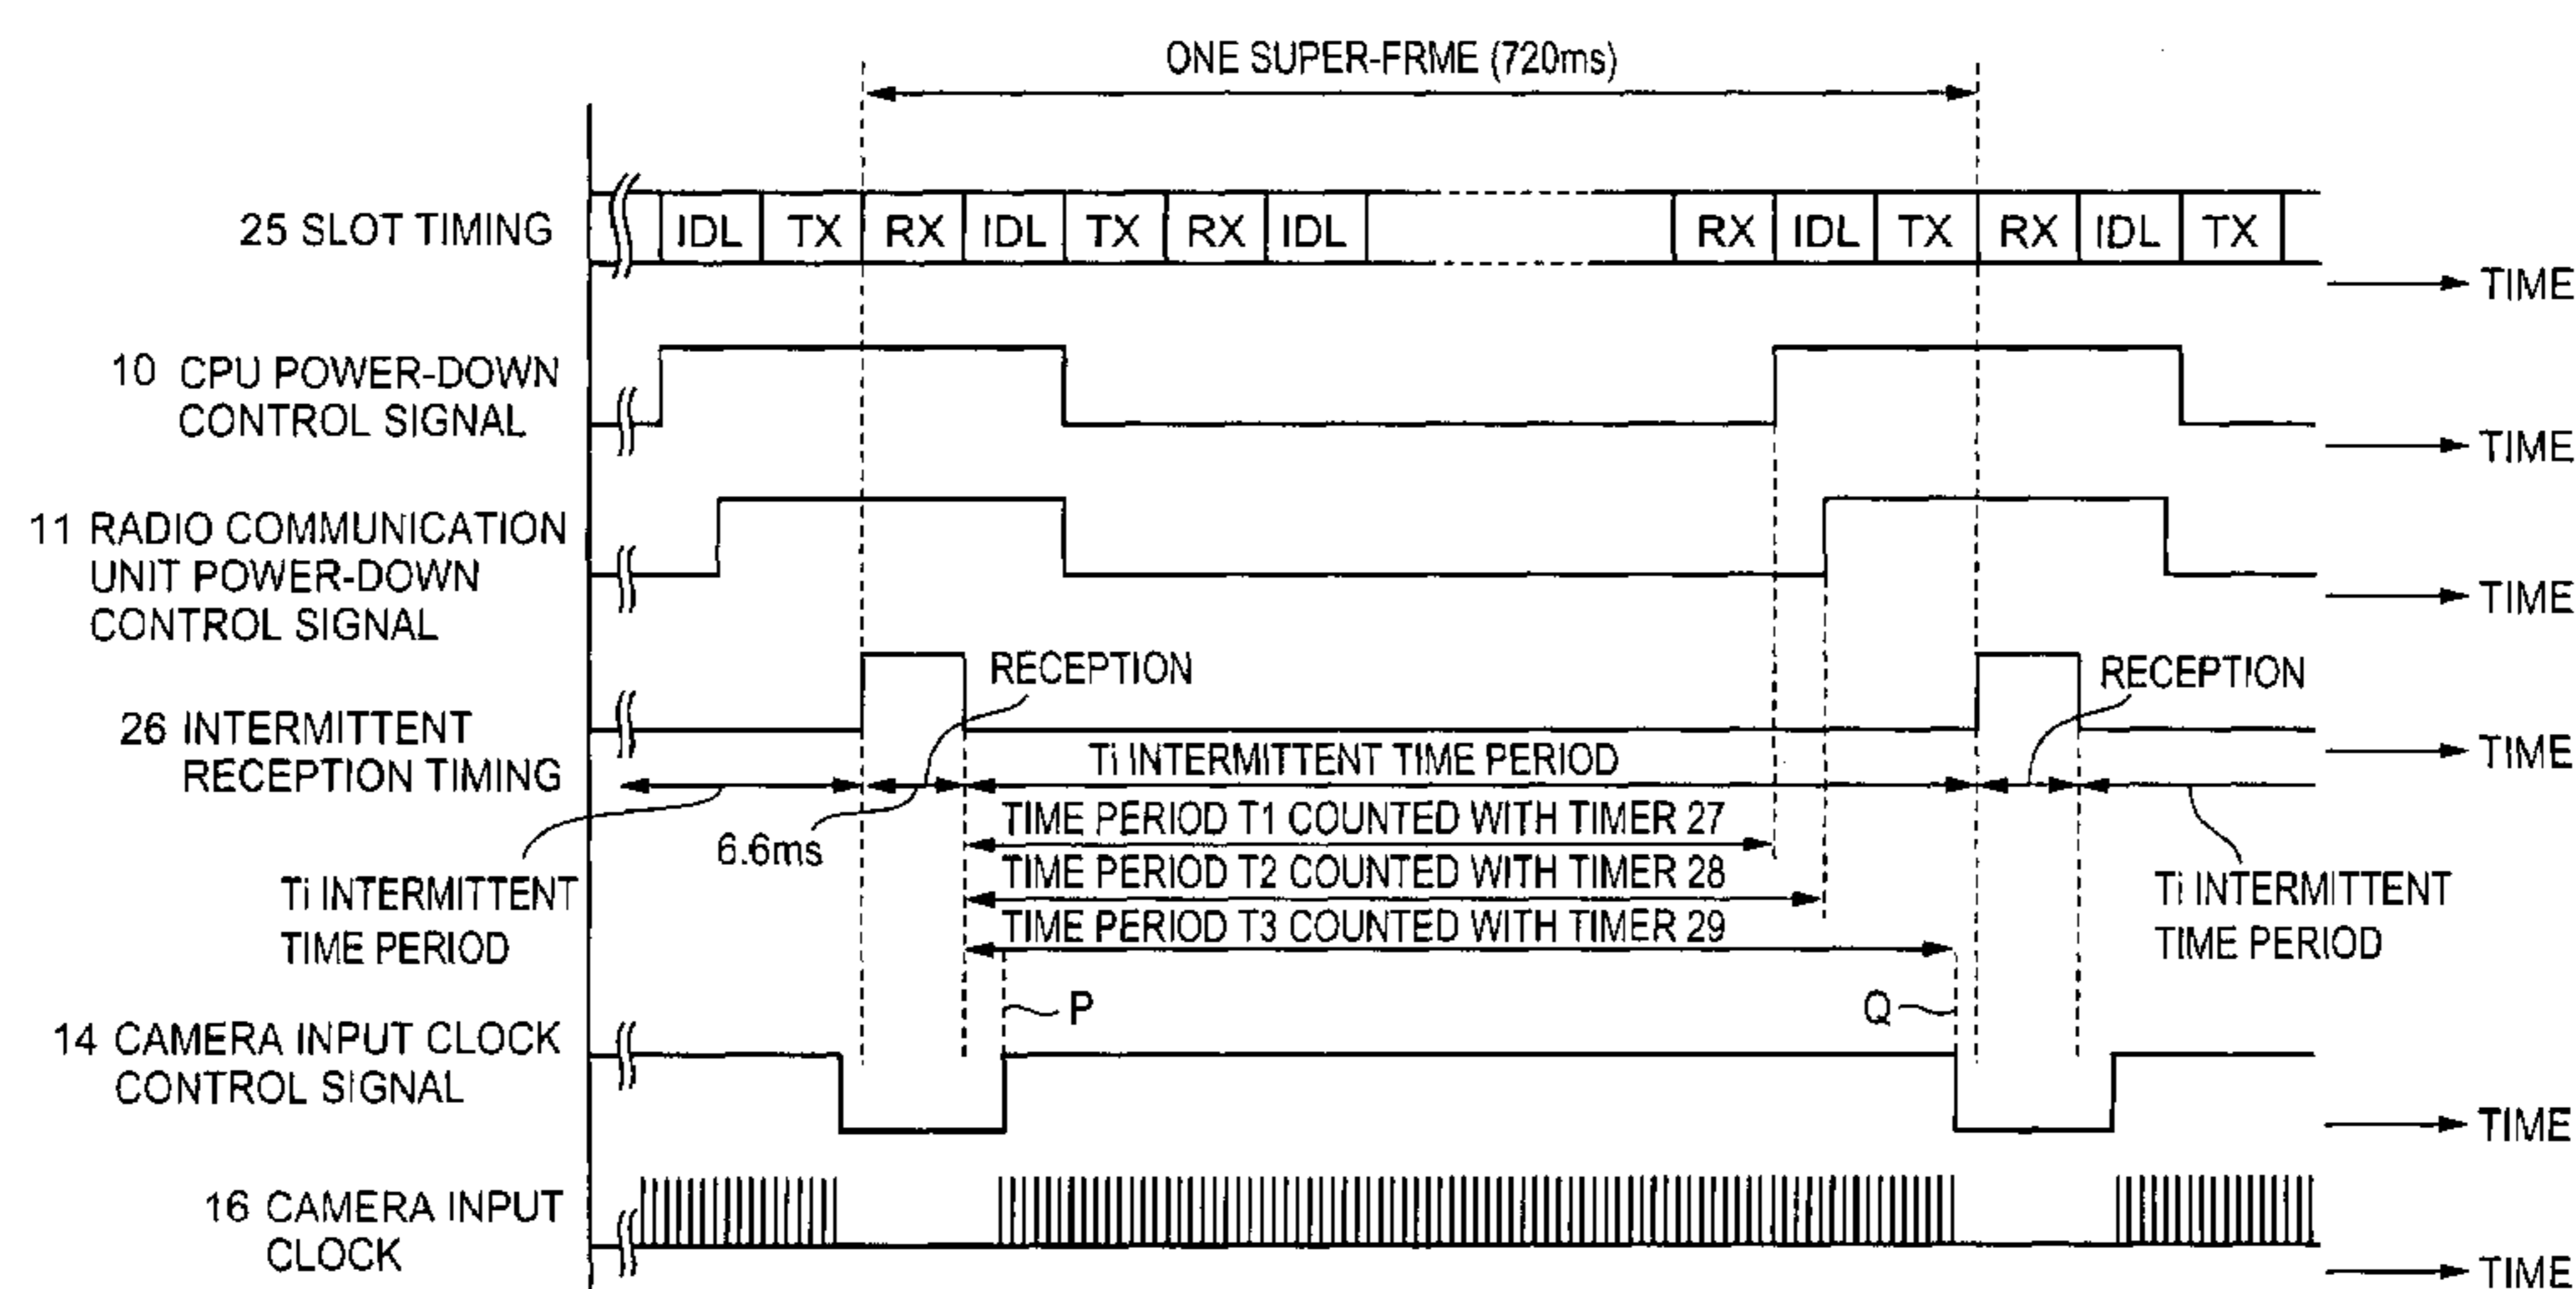 ONE SUPER-FRME (720ms)
25 SLOT TIMING
IDL TX RX IDL TX RX IDL RX IDL TX RX IDL TX
TIME
10 CPU POWER-DOWN
CONTROL SIGNAL
TIME
11 RADIO COMMUNICATION
UNIT POWER-DOWN
CONTROL SIGNAL
TIME
RECEPTION
RECEPTION
26 INTERMITTENT
RECEPTION TIMING
TIME
Ti INTERMITTENT TIME PERIOD
TIME PERIOD T1 COUNTED WITH TIMER 27
6.6ms
TIME PERIOD T2 COUNTED WITH TIMER 28
Ti INTERMITTENT
TIME PERIOD
Ti INTERMITTENT
TIME PERIOD
TIME PERIOD T3 COUNTED WITH TIMER 29
P
Q
14 CAMERA INPUT CLOCK
CONTROL SIGNAL
TIME
16 CAMERA INPUT
CLOCK
TIME